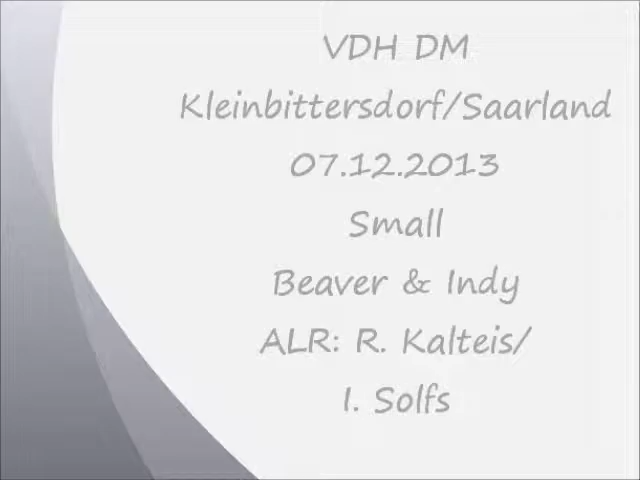 VDH DM
Kleinbittersdorf/Saarland
07.12.2013
Small
Beaver & Indy
ALR: R. Kalteis/
I. Solfs